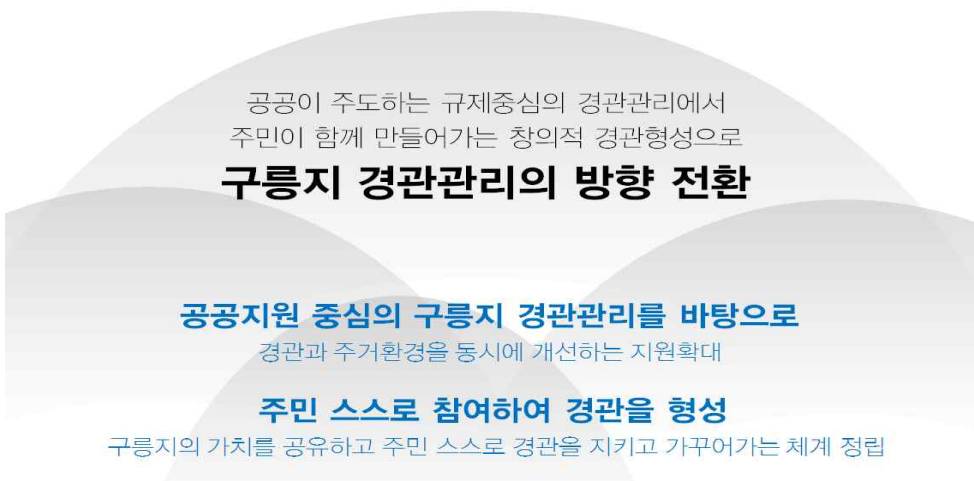 공공이 주도하는 규제중심의 경관관리에서
주민이 함께 만들어가는 창의적 경관형성으로
구릉지 경관관리의 방향 전환
공공지원 중심의 구릉지 경관관리를 바탕으로
경관과 주거환경을 동시에 개선하는 지원확대
주민 스스로 참여하여 경관을 형성
구릉지의 가치를 공유하고 주민 스스로 경관을 지키고 가꾸어가는 체계 정립